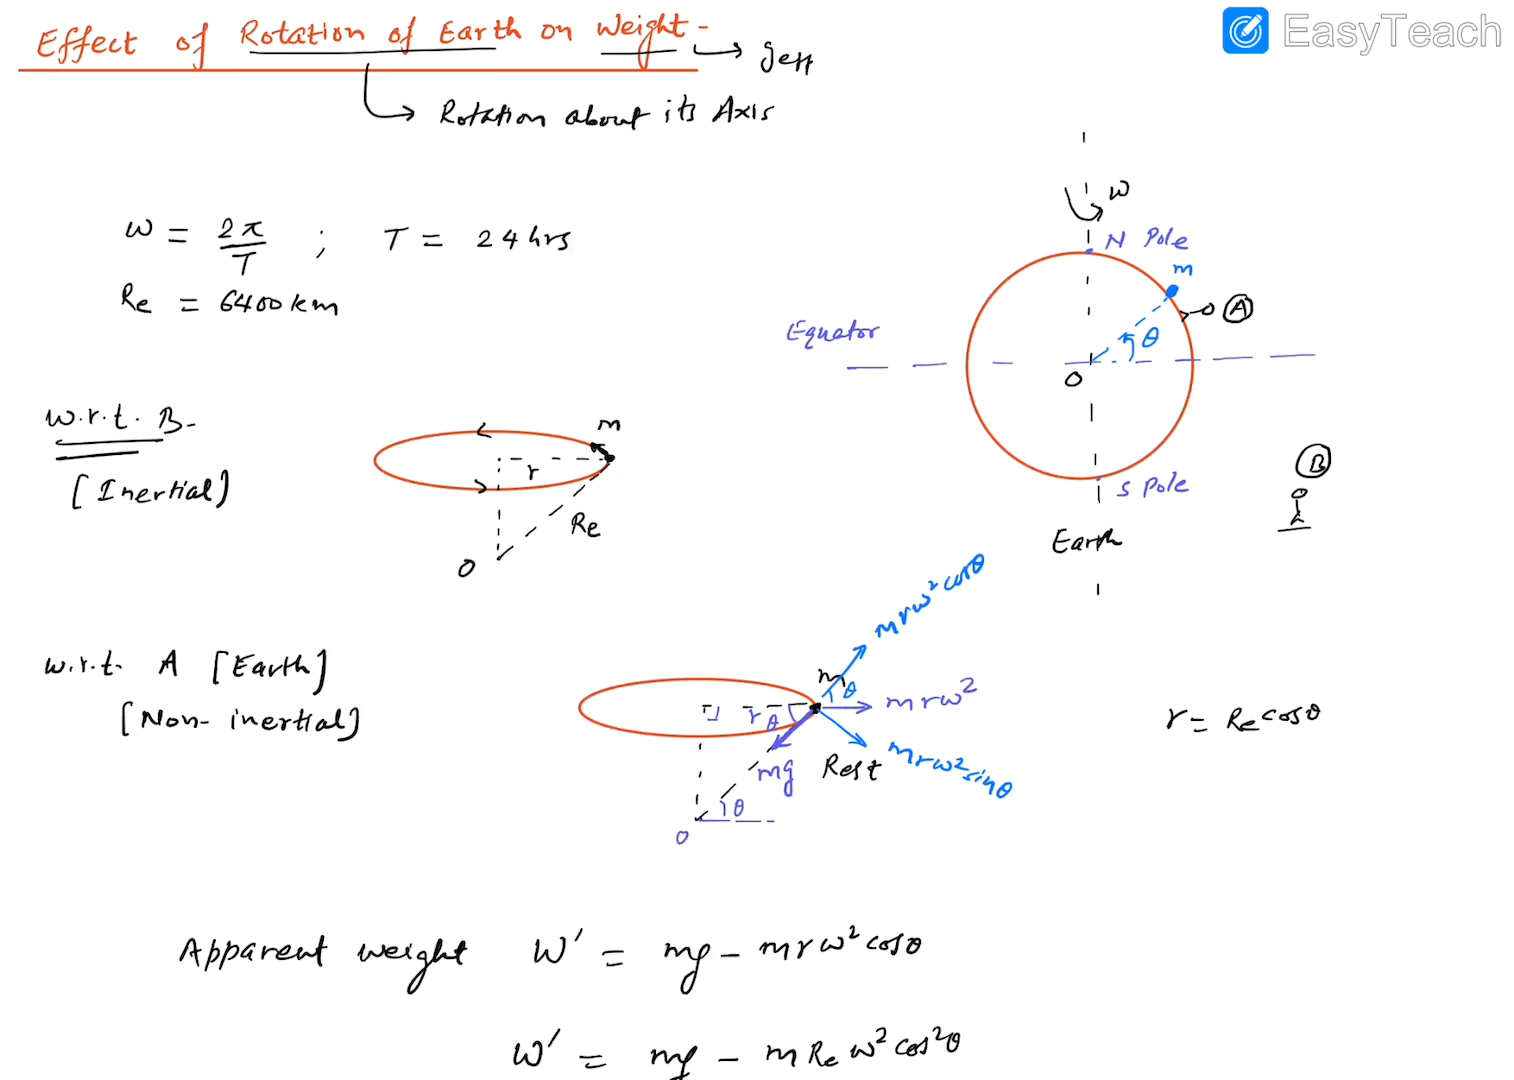 Effect of Rotation of Earth on Weight - → geff
Rotation about its Axis
EasyTeach
ω = 2π/T ; T = 24 hrs
Re = 6400 km
ω
N Pole
m
A
Equator
θ
O
S Pole
B
Earth
w.r.t. B -
[Inertial]
m
r
Re
O
w.r.t. A [Earth]
[Non-inertial]
mrω²cosθ
m
θ
mrω²
r θ
mg
Rest
mrω²sinθ
θ
O
r = Re cosθ
Apparent weight W' = mg - mrω²cosθ
W' = mg - mRe ω² cos²θ